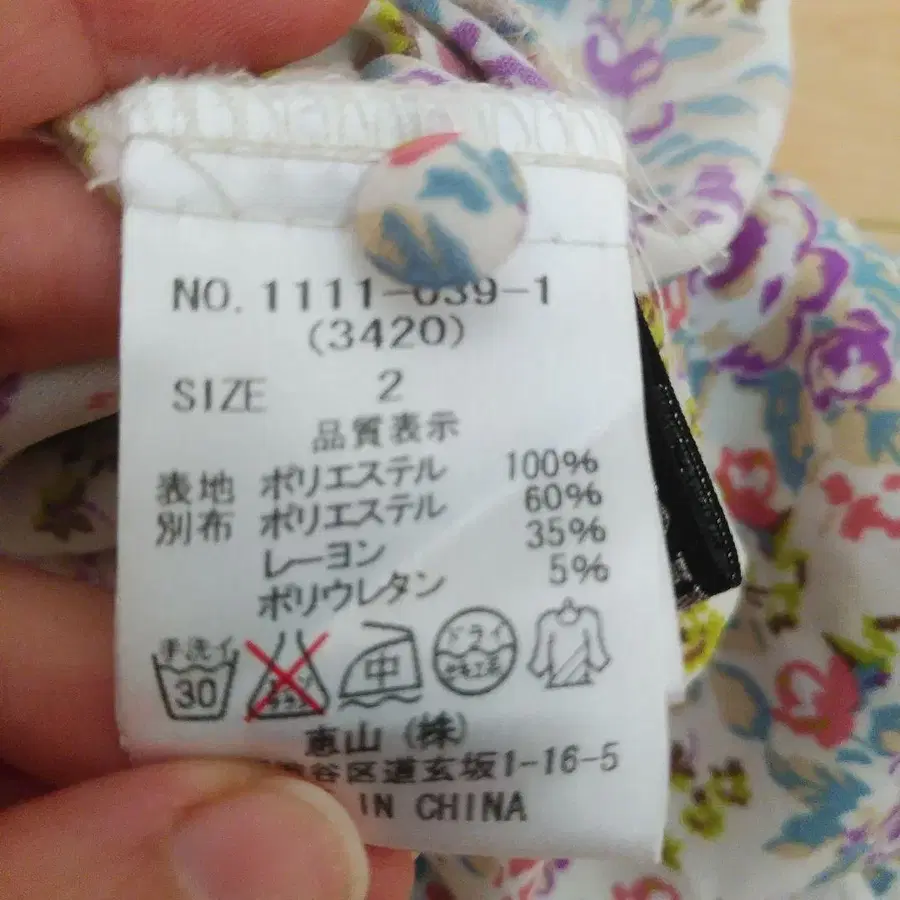 NO. 1111-039-1
(3420)
SIZE 2
品質表示
表地 ポリエステル 100%
別布 ポリエステル 60%
レーヨン 35%
ポリウレタン 5%
手洗イ 30
中
ドライ
恵山(株)
谷区道玄坂1-16-5
IN CHINA